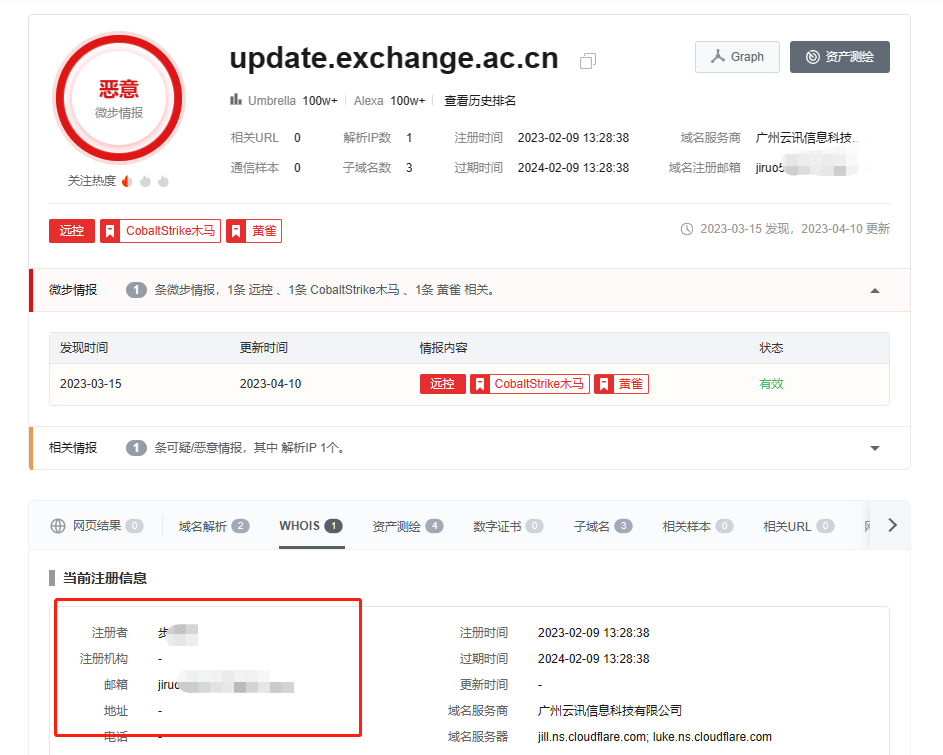 恶意
微步情报
关注热度
update.exchange.ac.cn
Graph
资产测绘
Umbrella 100w+ Alexa 100w+ 查看历史排名
相关URL 0 解析IP数 1 注册时间 2023-02-09 13:28:38 域名服务商 广州云讯信息科技...
通信样本 0 子域名数 3 过期时间 2024-02-09 13:28:38 域名注册邮箱 jiruo5
远控 CobaltStrike木马 黄雀
2023-03-15 发现，2023-04-10 更新
微步情报 1 条微步情报，1条 远控 、1条 CobaltStrike木马 、1条 黄雀 相关。
发现时间 更新时间 情报内容 状态
2023-03-15 2023-04-10 远控 CobaltStrike木马 黄雀 有效
相关情报 1 条可疑/恶意情报，其中 解析IP 1个。
网页结果 0 域名解析 2 WHOIS 1 资产测绘 4 数字证书 0 子域名 3 相关样本 0 相关URL 0
当前注册信息
注册者 步 注册时间 2023-02-09 13:28:38
注册机构 - 过期时间 2024-02-09 13:28:38
邮箱 jiruo 更新时间 -
地址 - 域名服务商 广州云讯信息科技有限公司
电话 - 域名服务器 jill.ns.cloudflare.com; luke.ns.cloudflare.com